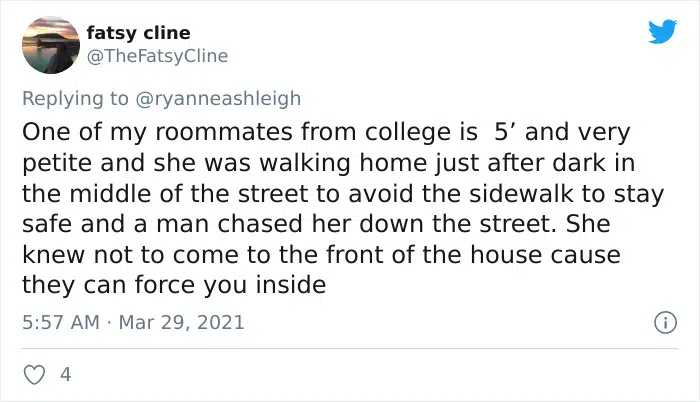 fatsy cline
@TheFatsyCline
Replying to @ryanneashleigh
One of my roommates from college is  5’ and very
petite and she was walking home just after dark in
the middle of the street to avoid the sidewalk to stay
safe and a man chased her down the street. She
knew not to come to the front of the house cause
they can force you inside
5:57 AM · Mar 29, 2021
4